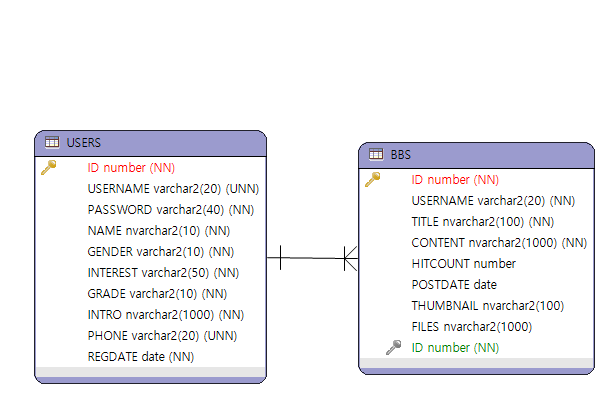 USERS
ID number (NN)
USERNAME varchar2(20) (UNN)
PASSWORD varchar2(40) (NN)
NAME nvarchar2(10) (NN)
GENDER varchar2(10) (NN)
INTEREST varchar2(50) (NN)
GRADE varchar2(10) (NN)
INTRO nvarchar2(1000) (NN)
PHONE varchar2(20) (UNN)
REGDATE date (NN)
BBS
ID number (NN)
USERNAME varchar2(20) (NN)
TITLE nvarchar2(100) (NN)
CONTENT nvarchar2(1000) (NN)
HITCOUNT number
POSTDATE date
THUMBNAIL nvarchar2(100)
FILES nvarchar2(1000)
ID number (NN)